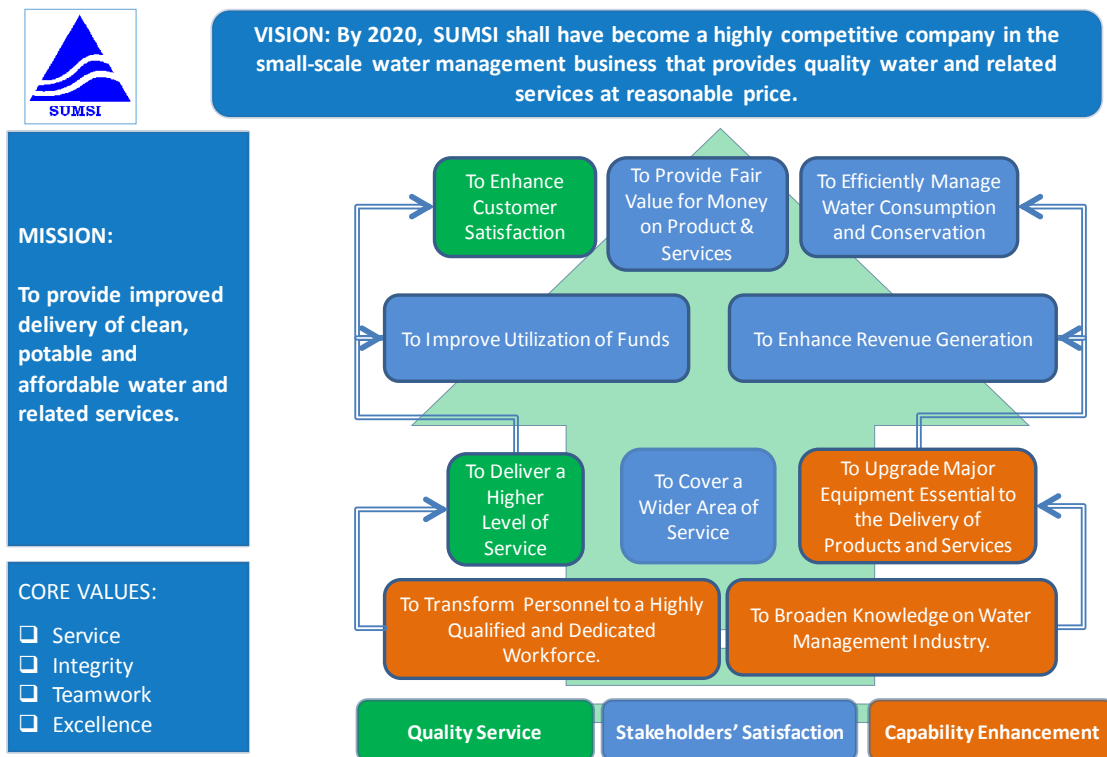 SUMSI
VISION: By 2020, SUMSI shall have become a highly competitive company in the
small-scale water management business that provides quality water and related
services at reasonable price.
MISSION:
To provide improved
delivery of clean,
potable and
affordable water and
related services.
CORE VALUES:
Service
Integrity
Teamwork
Excellence
To Enhance
Customer
Satisfaction
To Provide Fair
Value for Money
on Product &
Services
To Efficiently Manage
Water Consumption
and Conservation
To Improve Utilization of Funds
To Enhance Revenue Generation
To Deliver a
Higher
Level of
Service
To Cover a
Wider Area of
Service
To Upgrade Major
Equipment Essential to
the Delivery of
Products and Services
To Transform Personnel to a Highly
Qualified and Dedicated
Workforce.
To Broaden Knowledge on Water
Management Industry.
Quality Service
Stakeholders' Satisfaction
Capability Enhancement